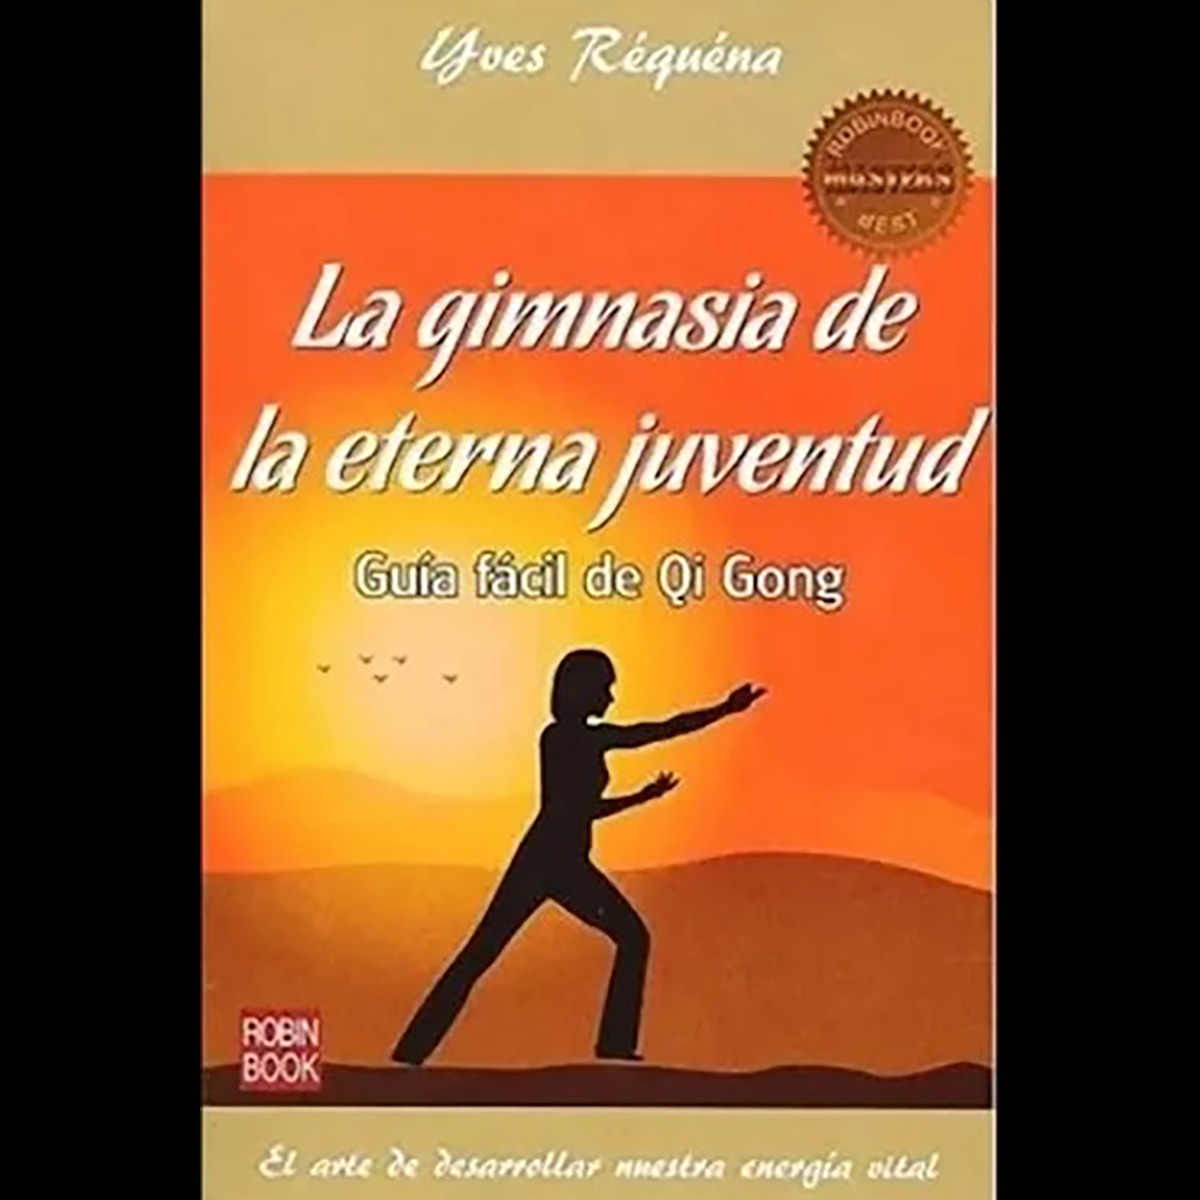 Yves Réquéna
ROBINBOOK
MASTERS
BEST
La gimnasia de
la eterna juventud
Guía fácil de Qi Gong
ROBIN
BOOK
El arte de desarrollar nuestra energía vital